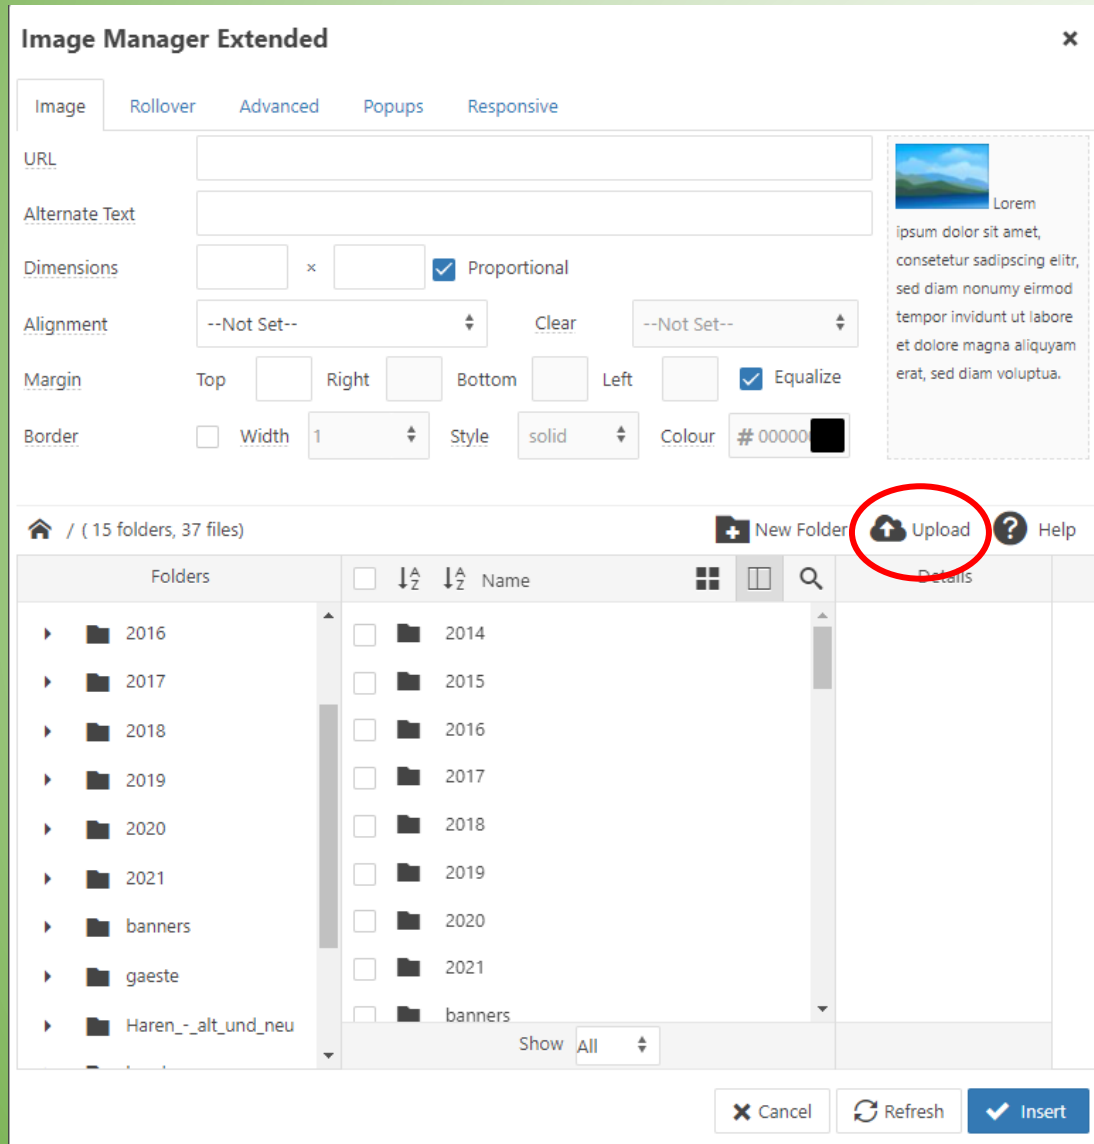 Image Manager Extended ×
Image Rollover Advanced Popups Responsive
URL
Alternate Text
Dimensions × Proportional
Alignment --Not Set-- Clear --Not Set--
Margin Top Right Bottom Left Equalize
Border Width 1 Style solid Colour # 000000
Lorem
ipsum dolor sit amet,
consetetur sadipscing elitr,
sed diam nonumy eirmod
tempor invidunt ut labore
et dolore magna aliquyam
erat, sed diam voluptua.
/ ( 15 folders, 37 files) New Folder Upload ? Help
Folders A Z A Z Name Details
2016
2017
2018
2019
2020
2021
banners
gaeste
Haren_-_alt_und_neu
2014
2015
2016
2017
2018
2019
2020
2021
banners
Show All
Cancel Refresh Insert